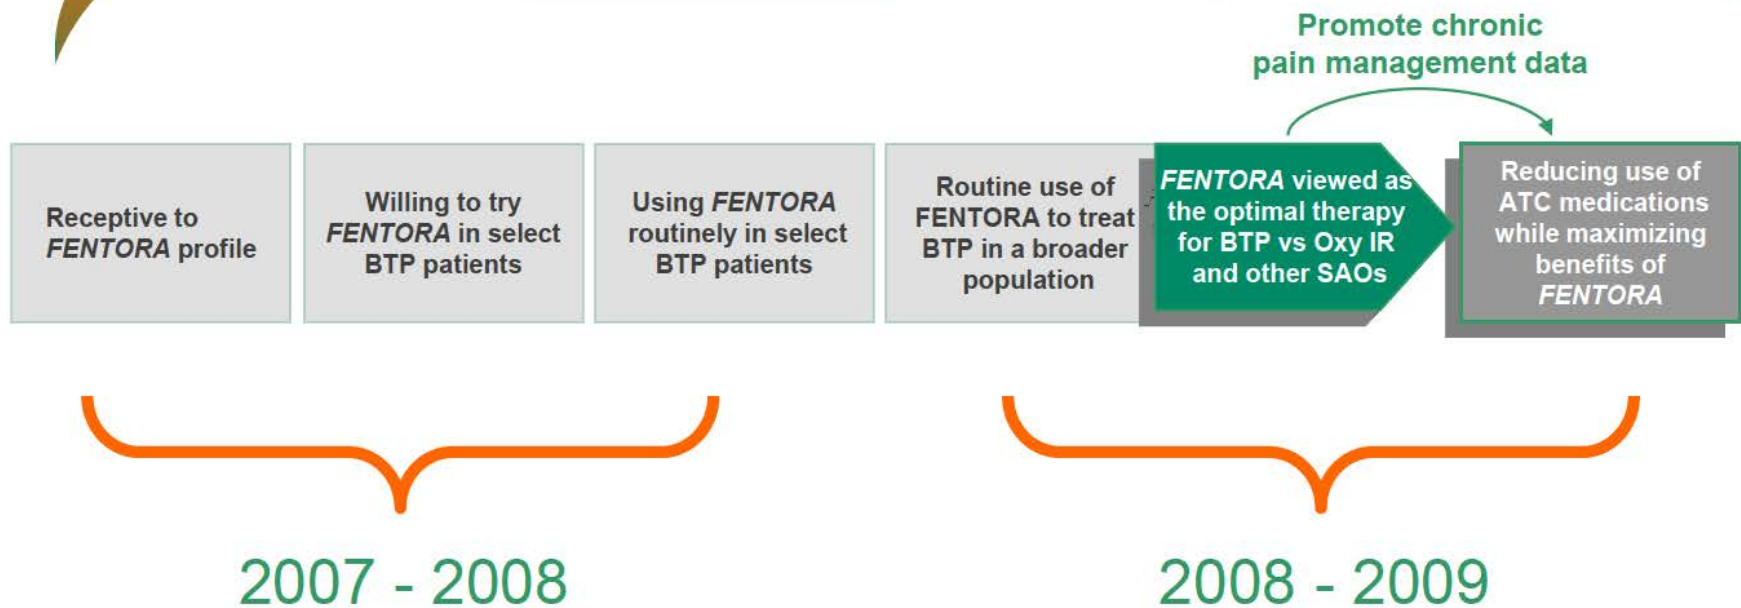 Promote chronic
pain management data
Receptive to
FENTORA profile
Willing to try
FENTORA in select
BTP patients
Using FENTORA
routinely in select
BTP patients
Routine use of
FENTORA to treat
BTP in a broader
population
FENTORA viewed as
the optimal therapy
for BTP vs Oxy IR
and other SAOs
Reducing use of
ATC medications
while maximizing
benefits of
FENTORA
2007 - 2008
2008 - 2009